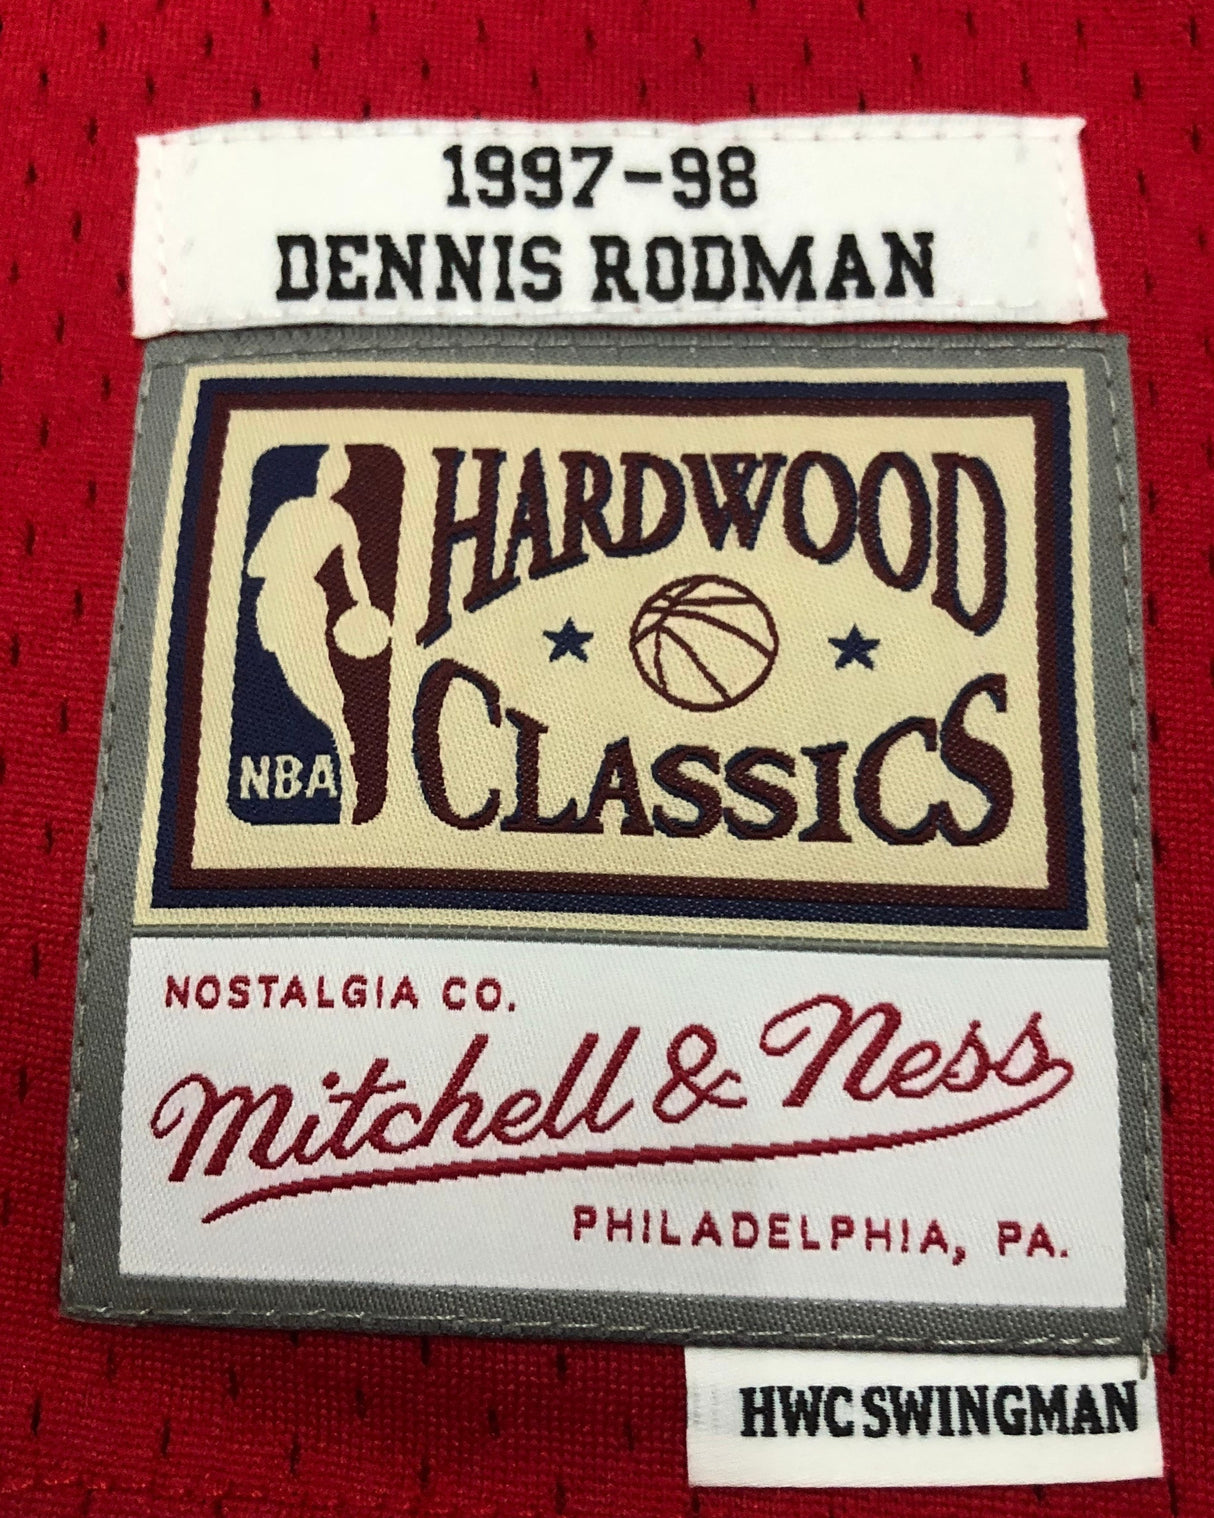 1997-98
DENNIS RODMAN
HARDWOOD
CLASSICS
NBA
NOSTALGIA CO.
Mitchell & Ness
PHILADELPHIA, PA.
HWC SWINGMAN